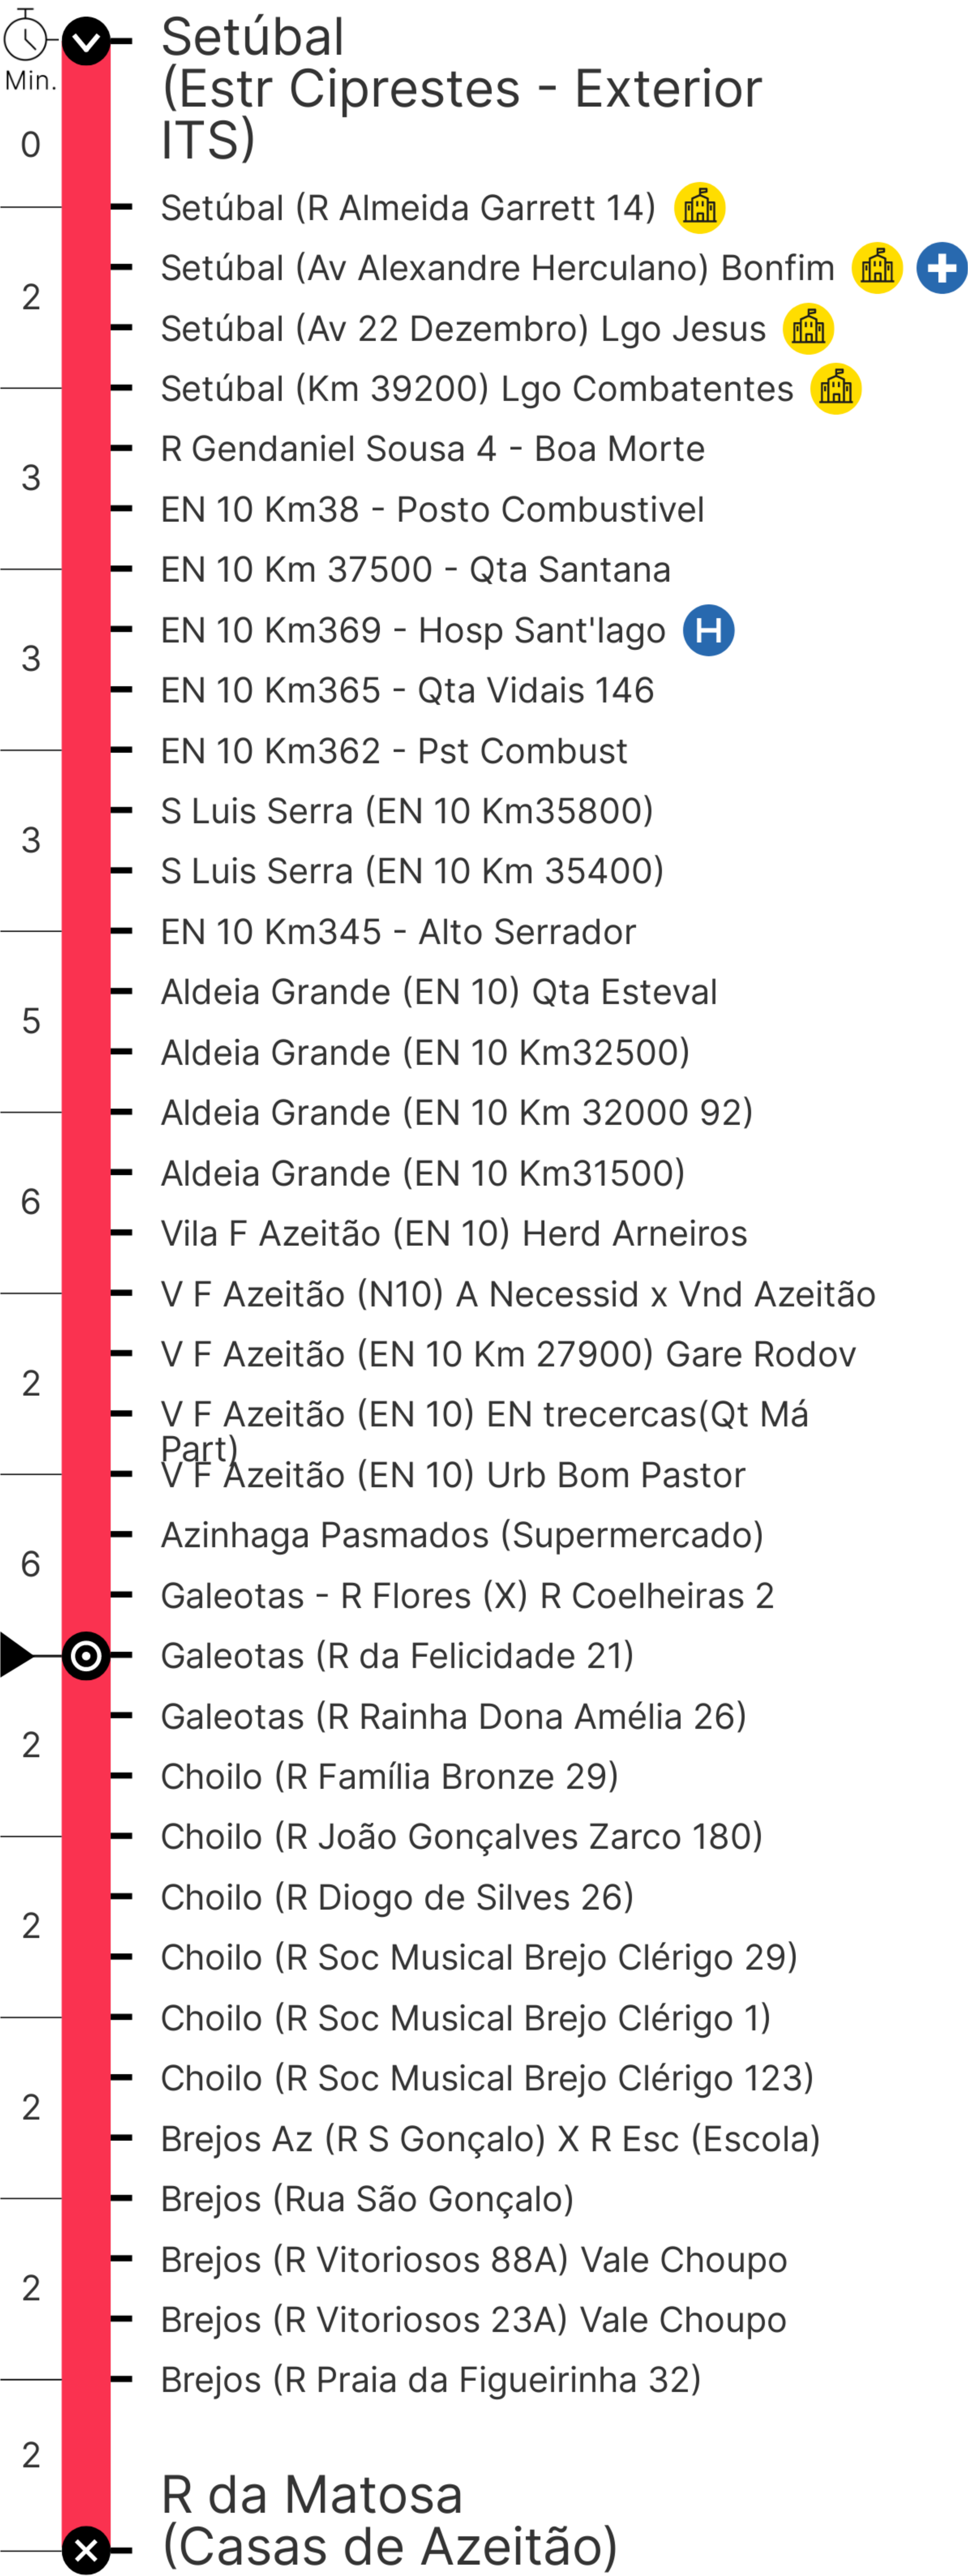 Min.
Setúbal
(Estr Ciprestes - Exterior
ITS)
0
Setúbal (R Almeida Garrett 14)
Setúbal (Av Alexandre Herculano) Bonfim
2
Setúbal (Av 22 Dezembro) Lgo Jesus
Setúbal (Km 39200) Lgo Combatentes
R Gendaniel Sousa 4 - Boa Morte
3
EN 10 Km38 - Posto Combustivel
EN 10 Km 37500 - Qta Santana
EN 10 Km369 - Hosp Sant'Iago
H
3
EN 10 Km365 - Qta Vidais 146
EN 10 Km362 - Pst Combust
S Luis Serra (EN 10 Km35800)
3
S Luis Serra (EN 10 Km 35400)
EN 10 Km345 - Alto Serrador
Aldeia Grande (EN 10) Qta Esteval
5
Aldeia Grande (EN 10 Km32500)
Aldeia Grande (EN 10 Km 32000 92)
Aldeia Grande (EN 10 Km31500)
6
Vila F Azeitão (EN 10) Herd Arneiros
V F Azeitão (N10) A Necessid x Vnd Azeitão
V F Azeitão (EN 10 Km 27900) Gare Rodov
2
V F Azeitão (EN 10) EN trecercas(Qt Má
Part)
V F Azeitão (EN 10) Urb Bom Pastor
Azinhaga Pasmados (Supermercado)
6
Galeotas - R Flores (X) R Coelheiras 2
Galeotas (R da Felicidade 21)
Galeotas (R Rainha Dona Amélia 26)
2
Choilo (R Família Bronze 29)
Choilo (R João Gonçalves Zarco 180)
Choilo (R Diogo de Silves 26)
2
Choilo (R Soc Musical Brejo Clérigo 29)
Choilo (R Soc Musical Brejo Clérigo 1)
Choilo (R Soc Musical Brejo Clérigo 123)
2
Brejos Az (R S Gonçalo) X R Esc (Escola)
Brejos (Rua São Gonçalo)
Brejos (R Vitoriosos 88A) Vale Choupo
2
Brejos (R Vitoriosos 23A) Vale Choupo
Brejos (R Praia da Figueirinha 32)
2
R da Matosa
(Casas de Azeitão)